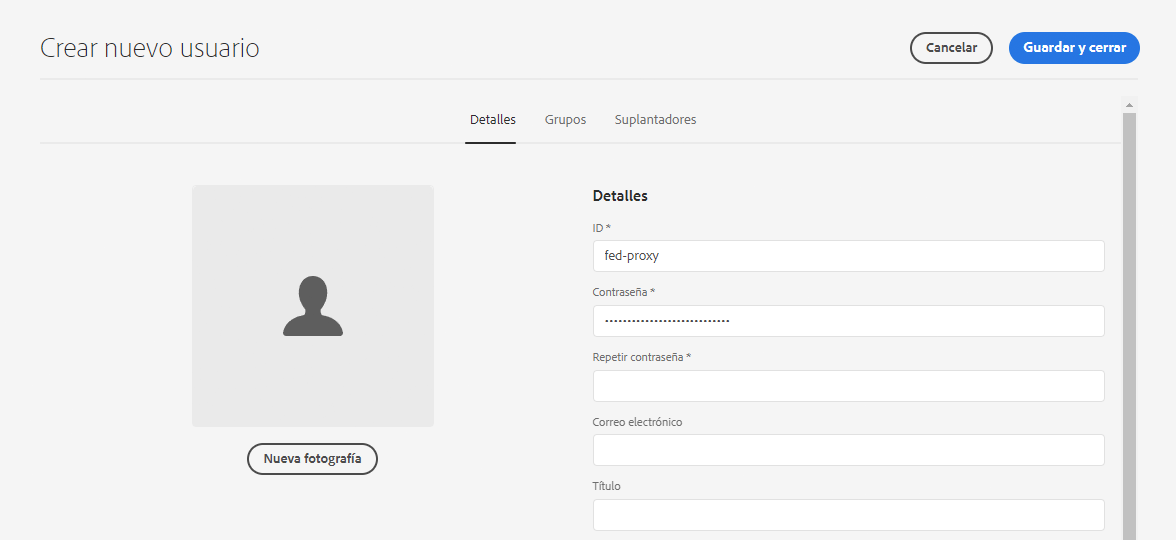 Crear nuevo usuario
Cancelar
Guardar y cerrar
Detalles
Grupos
Suplantadores
Detalles
ID *
fed-proxy
Contraseña *
Repetir contraseña *
Correo electrónico
Título
Nueva fotografía